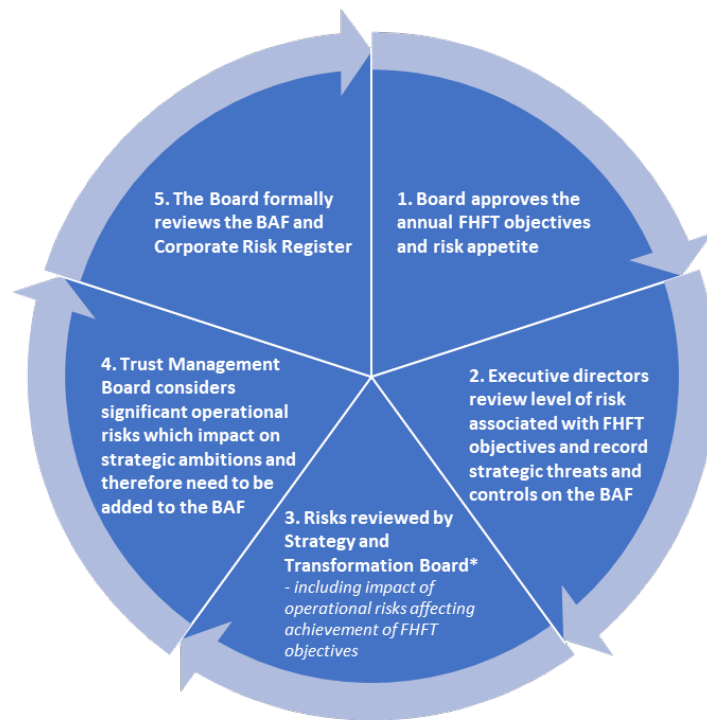 1. Board approves the
annual FHFT objectives
and risk appetite
2. Executive directors
review level of risk
associated with FHFT
objectives and record
strategic threats and
controls on the BAF
3. Risks reviewed by
Strategy and
Transformation Board*
- including impact of
operational risks affecting
achievement of FHFT
objectives
4. Trust Management
Board considers
significant operational
risks which impact on
strategic ambitions and
therefore need to be
added to the BAF
5. The Board formally
reviews the BAF and
Corporate Risk Register